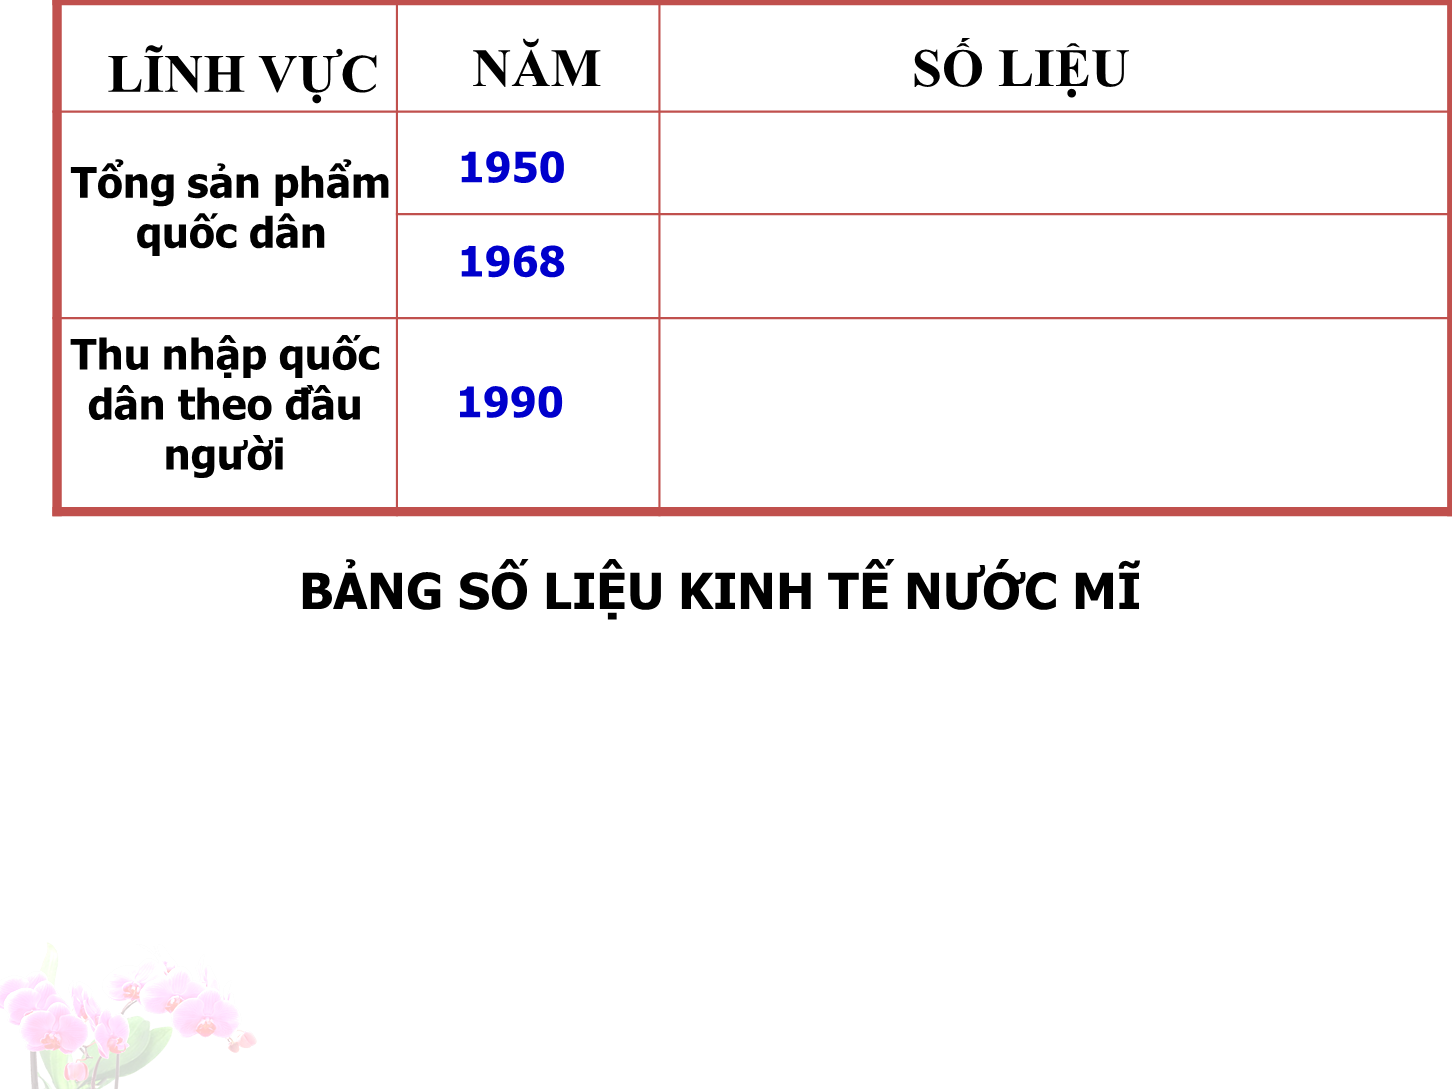 LĨNH VỰC
NĂM
SỐ LIỆU
Tổng sản phẩm
quốc dân
1950
1968
Thu nhập quốc
dân theo đầu
người
1990
BẢNG SỐ LIỆU KINH TẾ NƯỚC MĨ